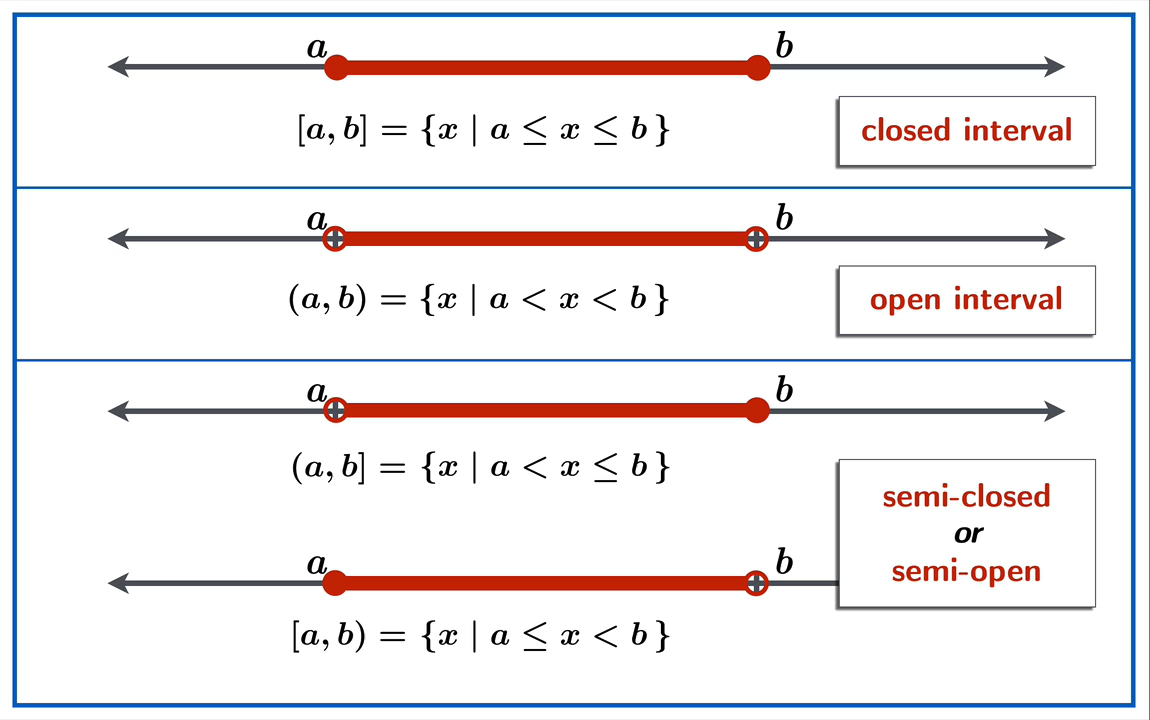 a b
[a, b] = {x | a ≤ x ≤ b }
closed interval
a b
(a, b) = {x | a < x < b }
open interval
a b
(a, b] = {x | a < x ≤ b }
semi-closed
or
semi-open
a b
[a, b) = {x | a ≤ x < b }